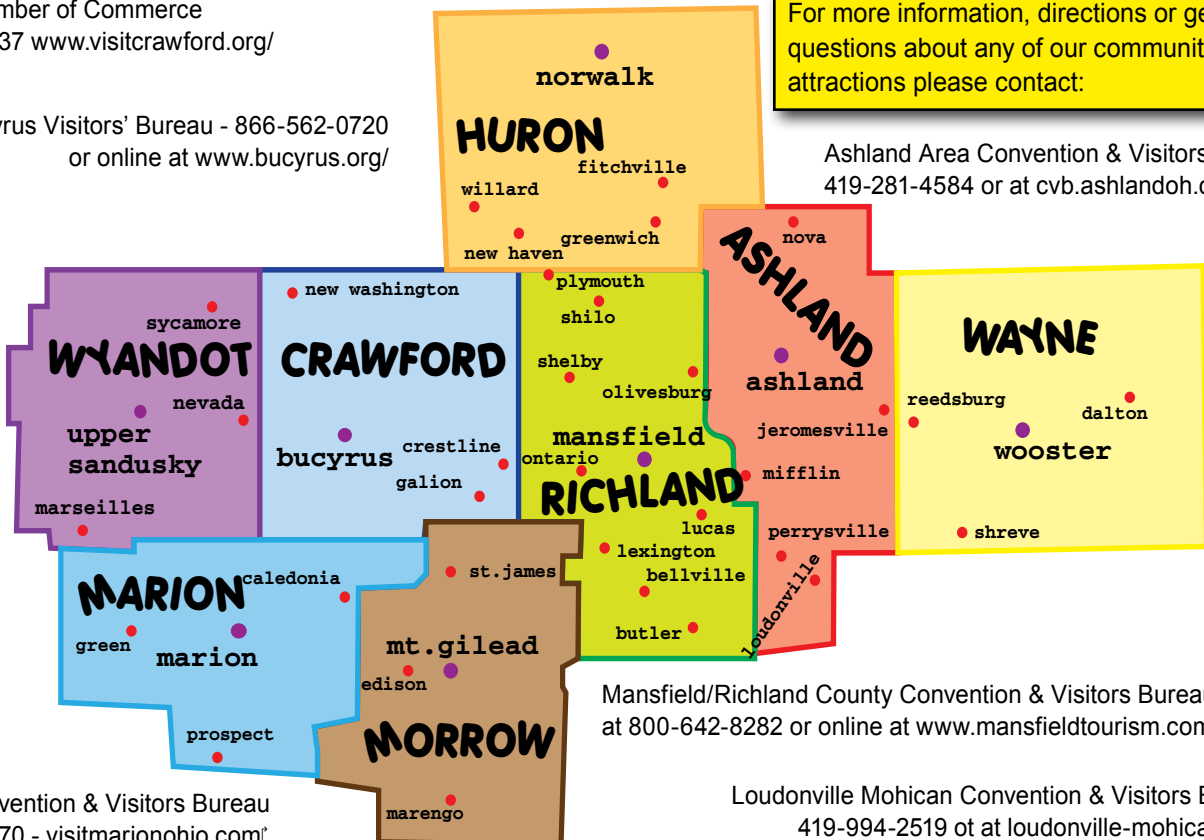 mber of Commerce
37 www.visitcrawford.org/
yrus Visitors' Bureau - 866-562-0720
or online at www.bucyrus.org/
For more information, directions or ge
questions about any of our communit
attractions please contact:
Ashland Area Convention & Visitors
419-281-4584 or at cvb.ashlandoh.c
norwalk
HURON
fitchville
willard
greenwich
new haven
ASHLAND
nova
ashland
jeromesville
mifflin
perrysville
loudonville
WYANDOT
sycamore
nevada
upper
sandusky
marseilles
CRAWFORD
new washington
bucyrus
crestline
galion
plymouth
shilo
shelby
olivesburg
mansfield
ontario
RICHLAND
lucas
lexington
bellville
butler
WAYNE
reedsburg
dalton
wooster
shreve
MARION
caledonia
green
marion
prospect
st.james
mt.gilead
edison
MORROW
marengo
Mansfield/Richland County Convention & Visitors Burea
at 800-642-8282 or online at www.mansfieldtourism.com
Loudonville Mohican Convention & Visitors B
419-994-2519 ot at loudonville-mohica
vention & Visitors Bureau
70 - visitmarionohio.com